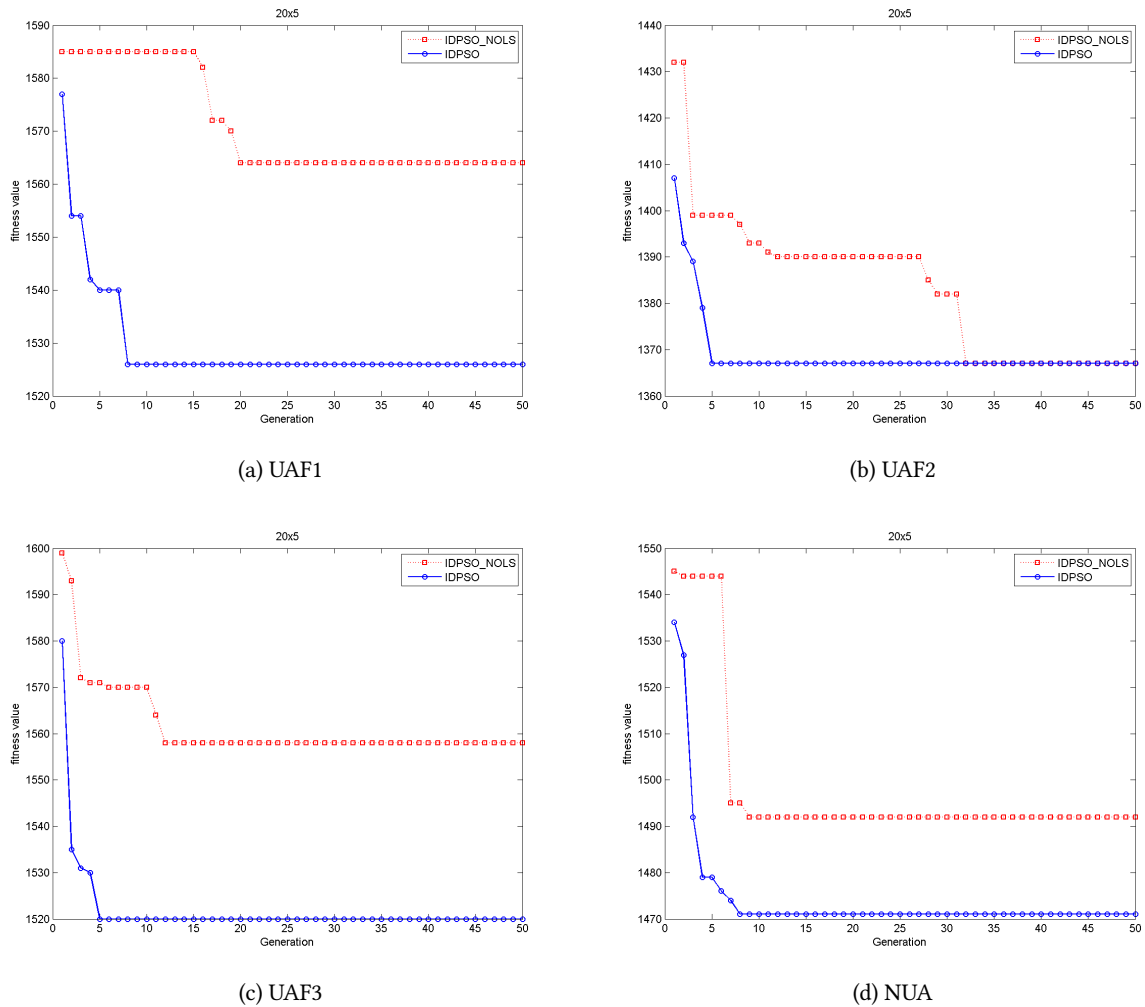 20x5
1590
1580
1570
1560
1550
1540
1530
1520
fitness value
IDPSO_NOLS
IDPSO
0 5 10 15 20 25 30 35 40 45 50
Generation
(a) UAF1
20x5
1440
1430
1420
1410
1400
1390
1380
1370
1360
fitness value
IDPSO_NOLS
IDPSO
0 5 10 15 20 25 30 35 40 45 50
Generation
(b) UAF2
20x5
1600
1590
1580
1570
1560
1550
1540
1530
1520
fitness value
IDPSO_NOLS
IDPSO
0 5 10 15 20 25 30 35 40 45 50
Generation
(c) UAF3
20x5
1550
1540
1530
1520
1510
1500
1490
1480
1470
fitness value
IDPSO_NOLS
IDPSO
0 5 10 15 20 25 30 35 40 45 50
Generation
(d) NUA